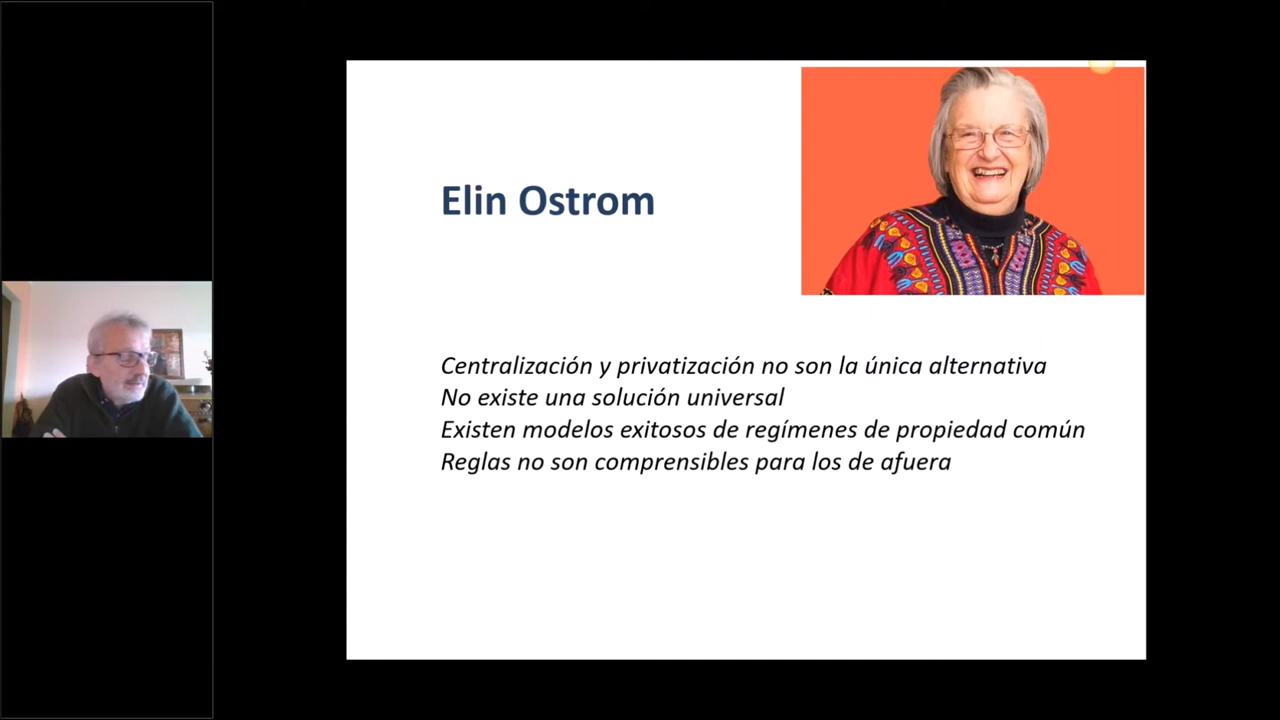 Elin Ostrom
Centralización y privatización no son la única alternativa
No existe una solución universal
Existen modelos exitosos de regímenes de propiedad común
Reglas no son comprensibles para los de afuera